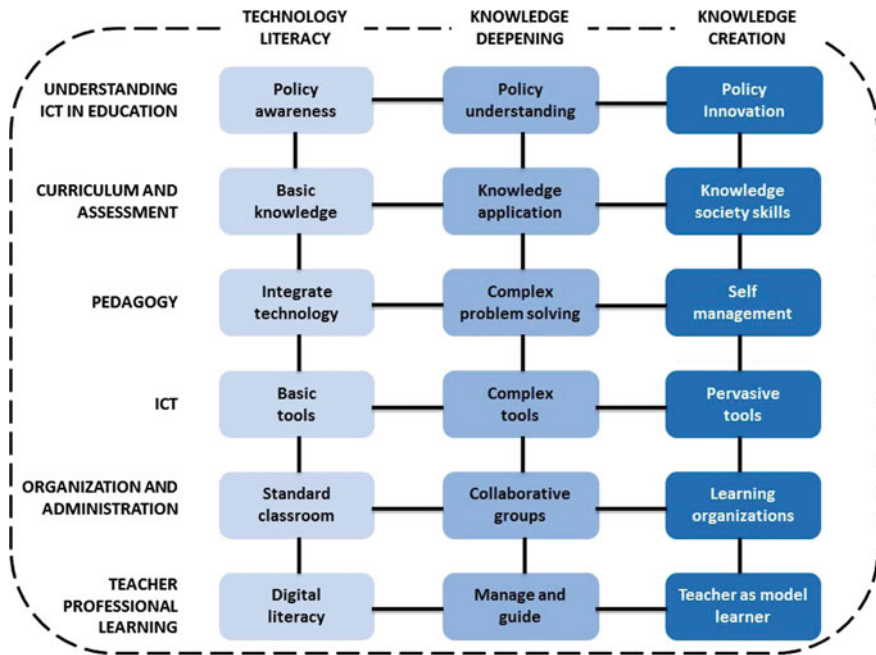 TECHNOLOGY
LITERACY
KNOWLEDGE
DEEPENING
KNOWLEDGE
CREATION
UNDERSTANDING
ICT IN EDUCATION
Policy
awareness
Policy
understanding
Policy
Innovation
CURRICULUM AND
ASSESSMENT
Basic
knowledge
Knowledge
application
Knowledge
society skills
PEDAGOGY
Integrate
technology
Complex
problem solving
Self
management
ICT
Basic
tools
Complex
tools
Pervasive
tools
ORGANIZATION AND
ADMINISTRATION
Standard
classroom
Collaborative
groups
Learning
organizations
TEACHER
PROFESSIONAL
LEARNING
Digital
literacy
Manage and
guide
Teacher as model
learner